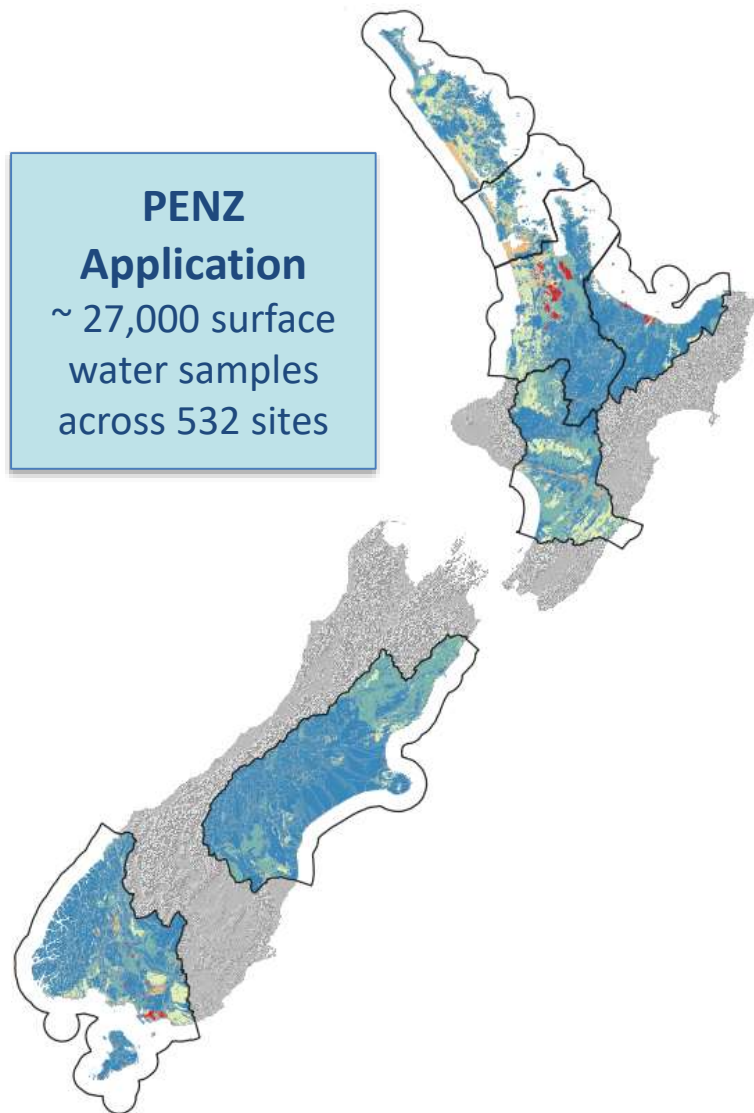 PENZ
Application
~ 27,000 surface
water samples
across 532 sites